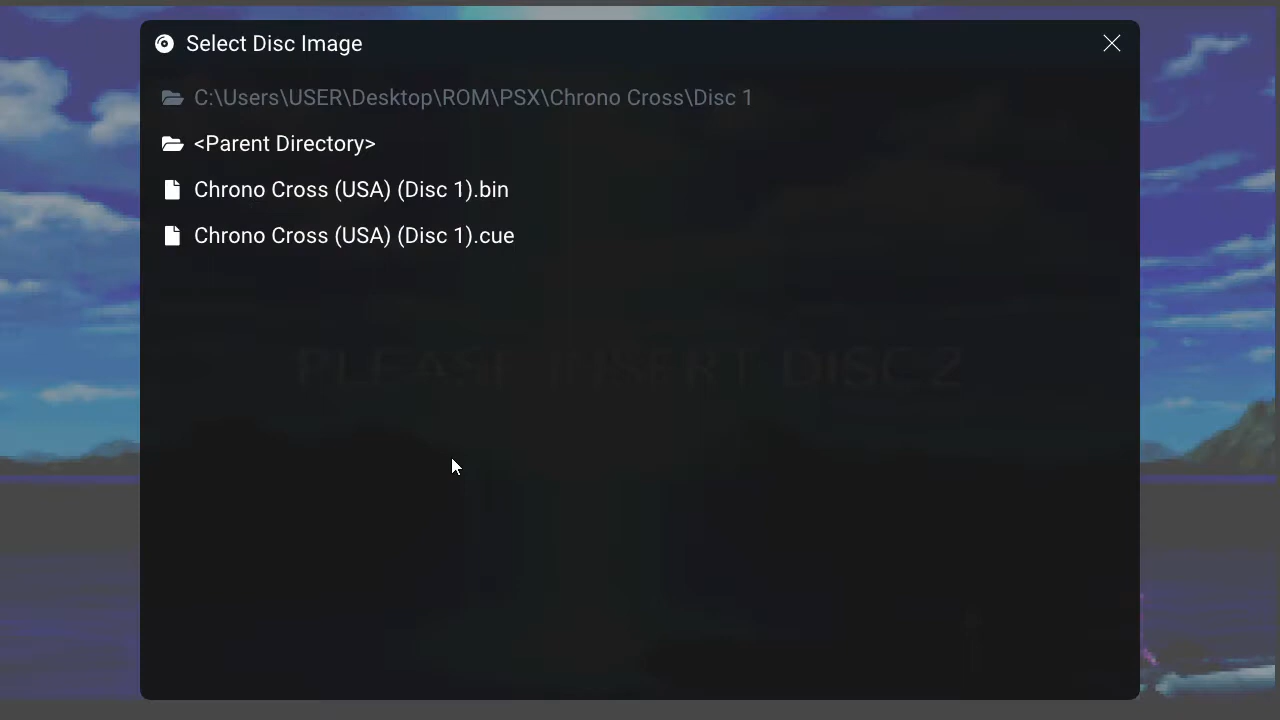 Select Disc Image
C:\Users\USER\Desktop\ROM\PSX\Chrono Cross\Disc 1
<Parent Directory>
Chrono Cross (USA) (Disc 1).bin
Chrono Cross (USA) (Disc 1).cue
PLEASE INSERT DISC 2